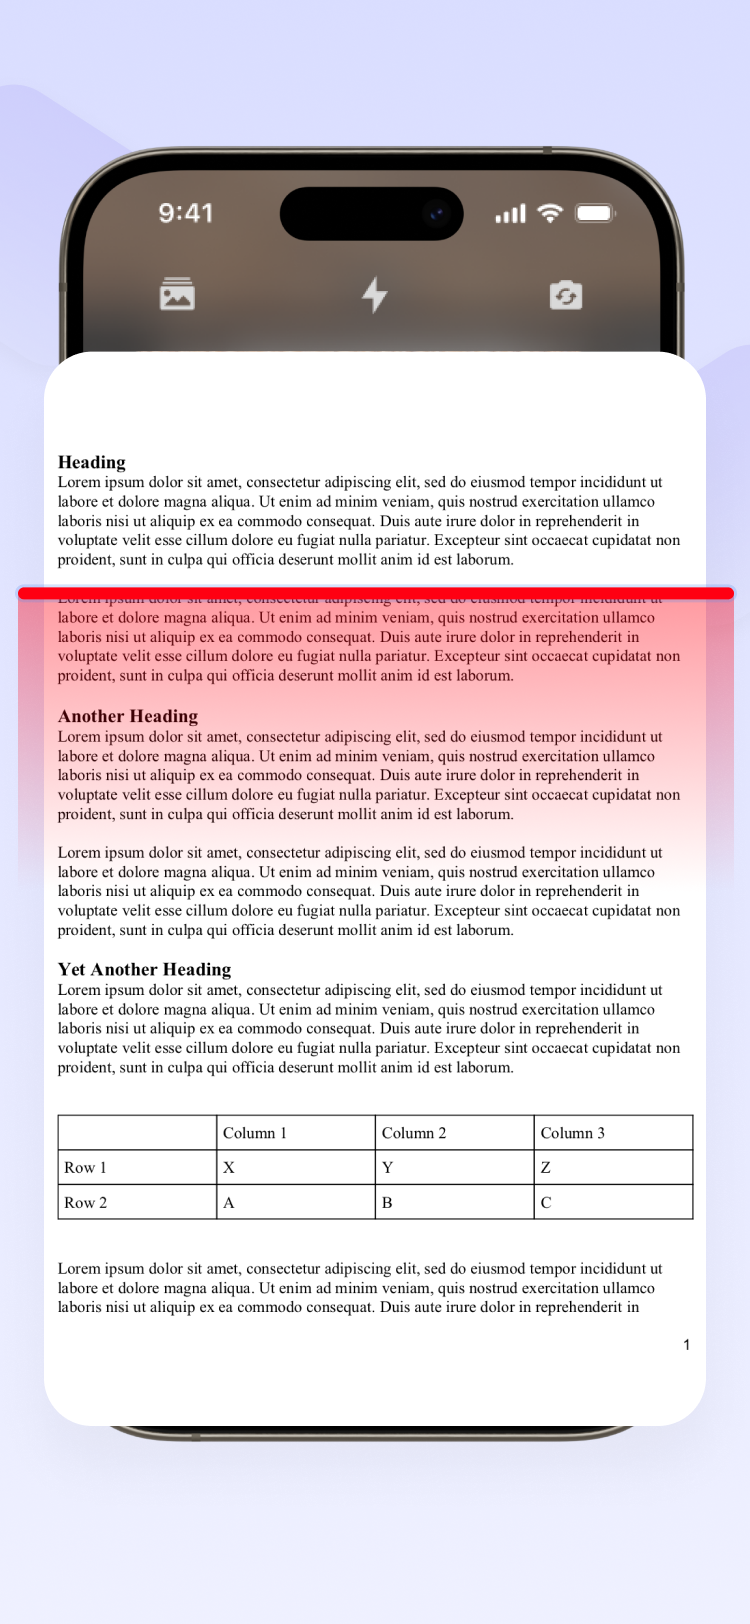 9:41
Heading
Lorem ipsum dolor sit amet, consectetur adipiscing elit, sed do eiusmod tempor incididunt ut
labore et dolore magna aliqua. Ut enim ad minim veniam, quis nostrud exercitation ullamco
laboris nisi ut aliquip ex ea commodo consequat. Duis aute irure dolor in reprehenderit in
voluptate velit esse cillum dolore eu fugiat nulla pariatur. Excepteur sint occaecat cupidatat non
proident, sunt in culpa qui officia deserunt mollit anim id est laborum.
Lorem ipsum dolor sit amet, consectetur adipiscing elit, sed do eiusmod tempor incididunt ut
labore et dolore magna aliqua. Ut enim ad minim veniam, quis nostrud exercitation ullamco
laboris nisi ut aliquip ex ea commodo consequat. Duis aute irure dolor in reprehenderit in
voluptate velit esse cillum dolore eu fugiat nulla pariatur. Excepteur sint occaecat cupidatat non
proident, sunt in culpa qui officia deserunt mollit anim id est laborum.
Another Heading
Lorem ipsum dolor sit amet, consectetur adipiscing elit, sed do eiusmod tempor incididunt ut
labore et dolore magna aliqua. Ut enim ad minim veniam, quis nostrud exercitation ullamco
laboris nisi ut aliquip ex ea commodo consequat. Duis aute irure dolor in reprehenderit in
voluptate velit esse cillum dolore eu fugiat nulla pariatur. Excepteur sint occaecat cupidatat non
proident, sunt in culpa qui officia deserunt mollit anim id est laborum.
Lorem ipsum dolor sit amet, consectetur adipiscing elit, sed do eiusmod tempor incididunt ut
labore et dolore magna aliqua. Ut enim ad minim veniam, quis nostrud exercitation ullamco
laboris nisi ut aliquip ex ea commodo consequat. Duis aute irure dolor in reprehenderit in
voluptate velit esse cillum dolore eu fugiat nulla pariatur. Excepteur sint occaecat cupidatat non
proident, sunt in culpa qui officia deserunt mollit anim id est laborum.
Yet Another Heading
Lorem ipsum dolor sit amet, consectetur adipiscing elit, sed do eiusmod tempor incididunt ut
labore et dolore magna aliqua. Ut enim ad minim veniam, quis nostrud exercitation ullamco
laboris nisi ut aliquip ex ea commodo consequat. Duis aute irure dolor in reprehenderit in
voluptate velit esse cillum dolore eu fugiat nulla pariatur. Excepteur sint occaecat cupidatat non
proident, sunt in culpa qui officia deserunt mollit anim id est laborum.
Column 1 Column 2 Column 3
Row 1 X Y Z
Row 2 A B C
Lorem ipsum dolor sit amet, consectetur adipiscing elit, sed do eiusmod tempor incididunt ut
labore et dolore magna aliqua. Ut enim ad minim veniam, quis nostrud exercitation ullamco
laboris nisi ut aliquip ex ea commodo consequat. Duis aute irure dolor in reprehenderit in
1